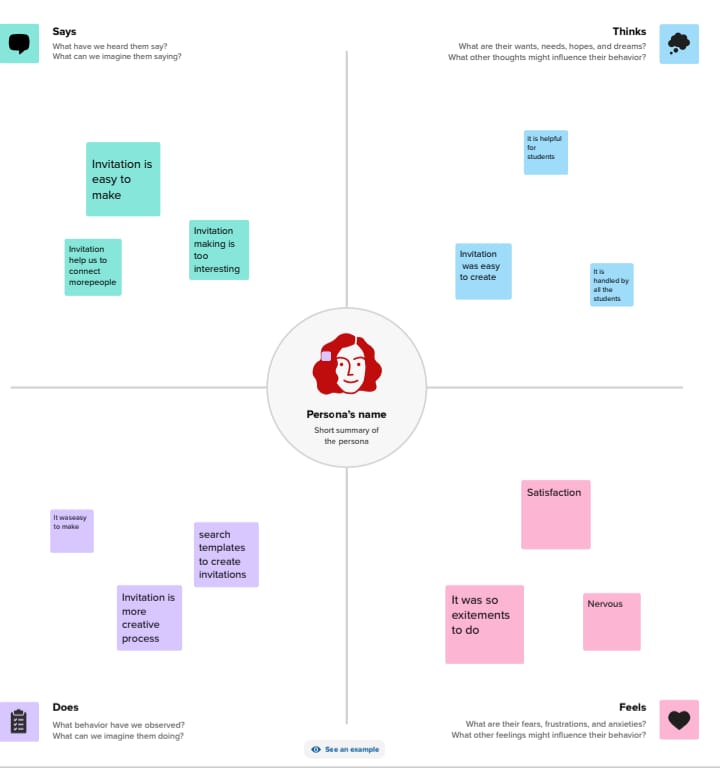 Says
What have we heard them say?
What can we imagine them saying?
Thinks
What are their wants, needs, hopes, and dreams?
What other thoughts might influence their behavior?
Invitation is
easy to
make
Invitation
help us to
connect
morepeople
Invitation
making is
too
interesting
It is helpful
for
students
Invitation
was easy
to create
It is
handled by
all the
students
Persona's name
Short summary of
the persona
It waseasy
to make
search
templates
to create
invitations
Invitation is
more
creative
process
Satisfaction
It was so
exitements
to do
Nervous
Does
What behavior have we observed?
What can we imagine them doing?
Feels
What are their fears, frustrations, and anxieties?
What other feelings might influence their behavior?
See an example